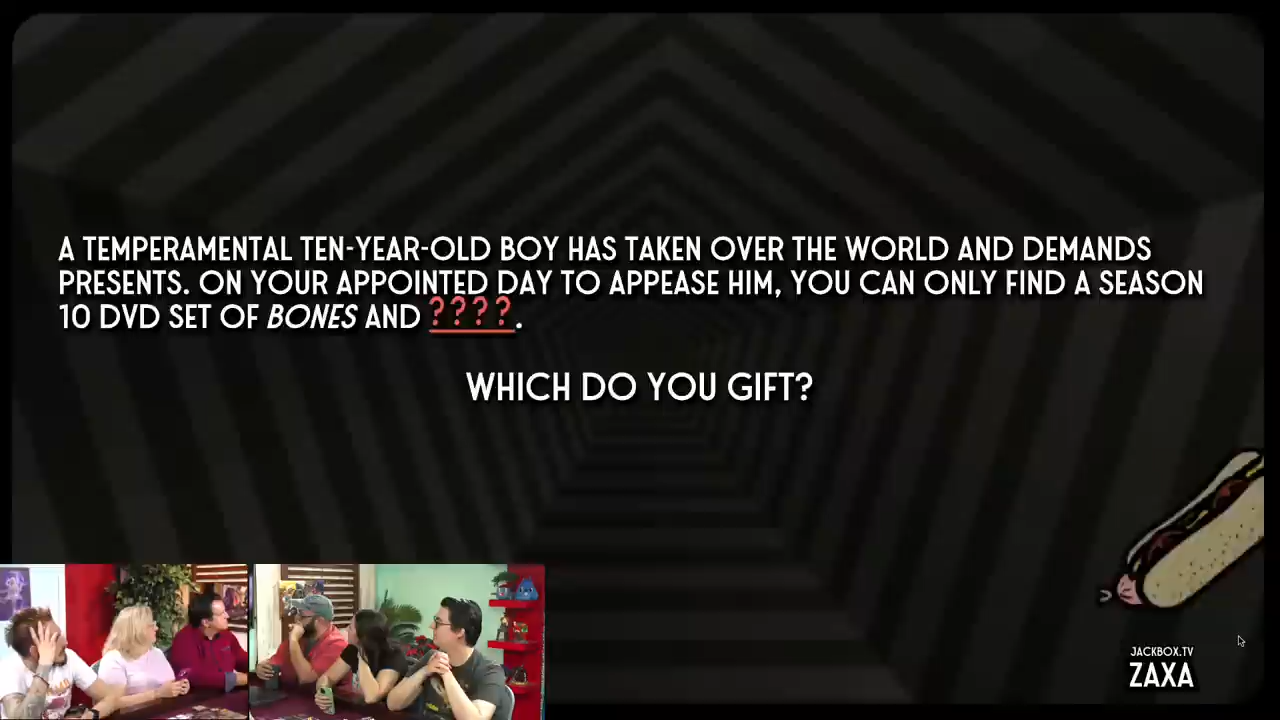 A TEMPERAMENTAL TEN-YEAR-OLD BOY HAS TAKEN OVER THE WORLD AND DEMANDS
PRESENTS. ON YOUR APPOINTED DAY TO APPEASE HIM, YOU CAN ONLY FIND A SEASON
10 DVD SET OF BONES AND ????.
WHICH DO YOU GIFT?
JACKBOX.TV
ZAXA